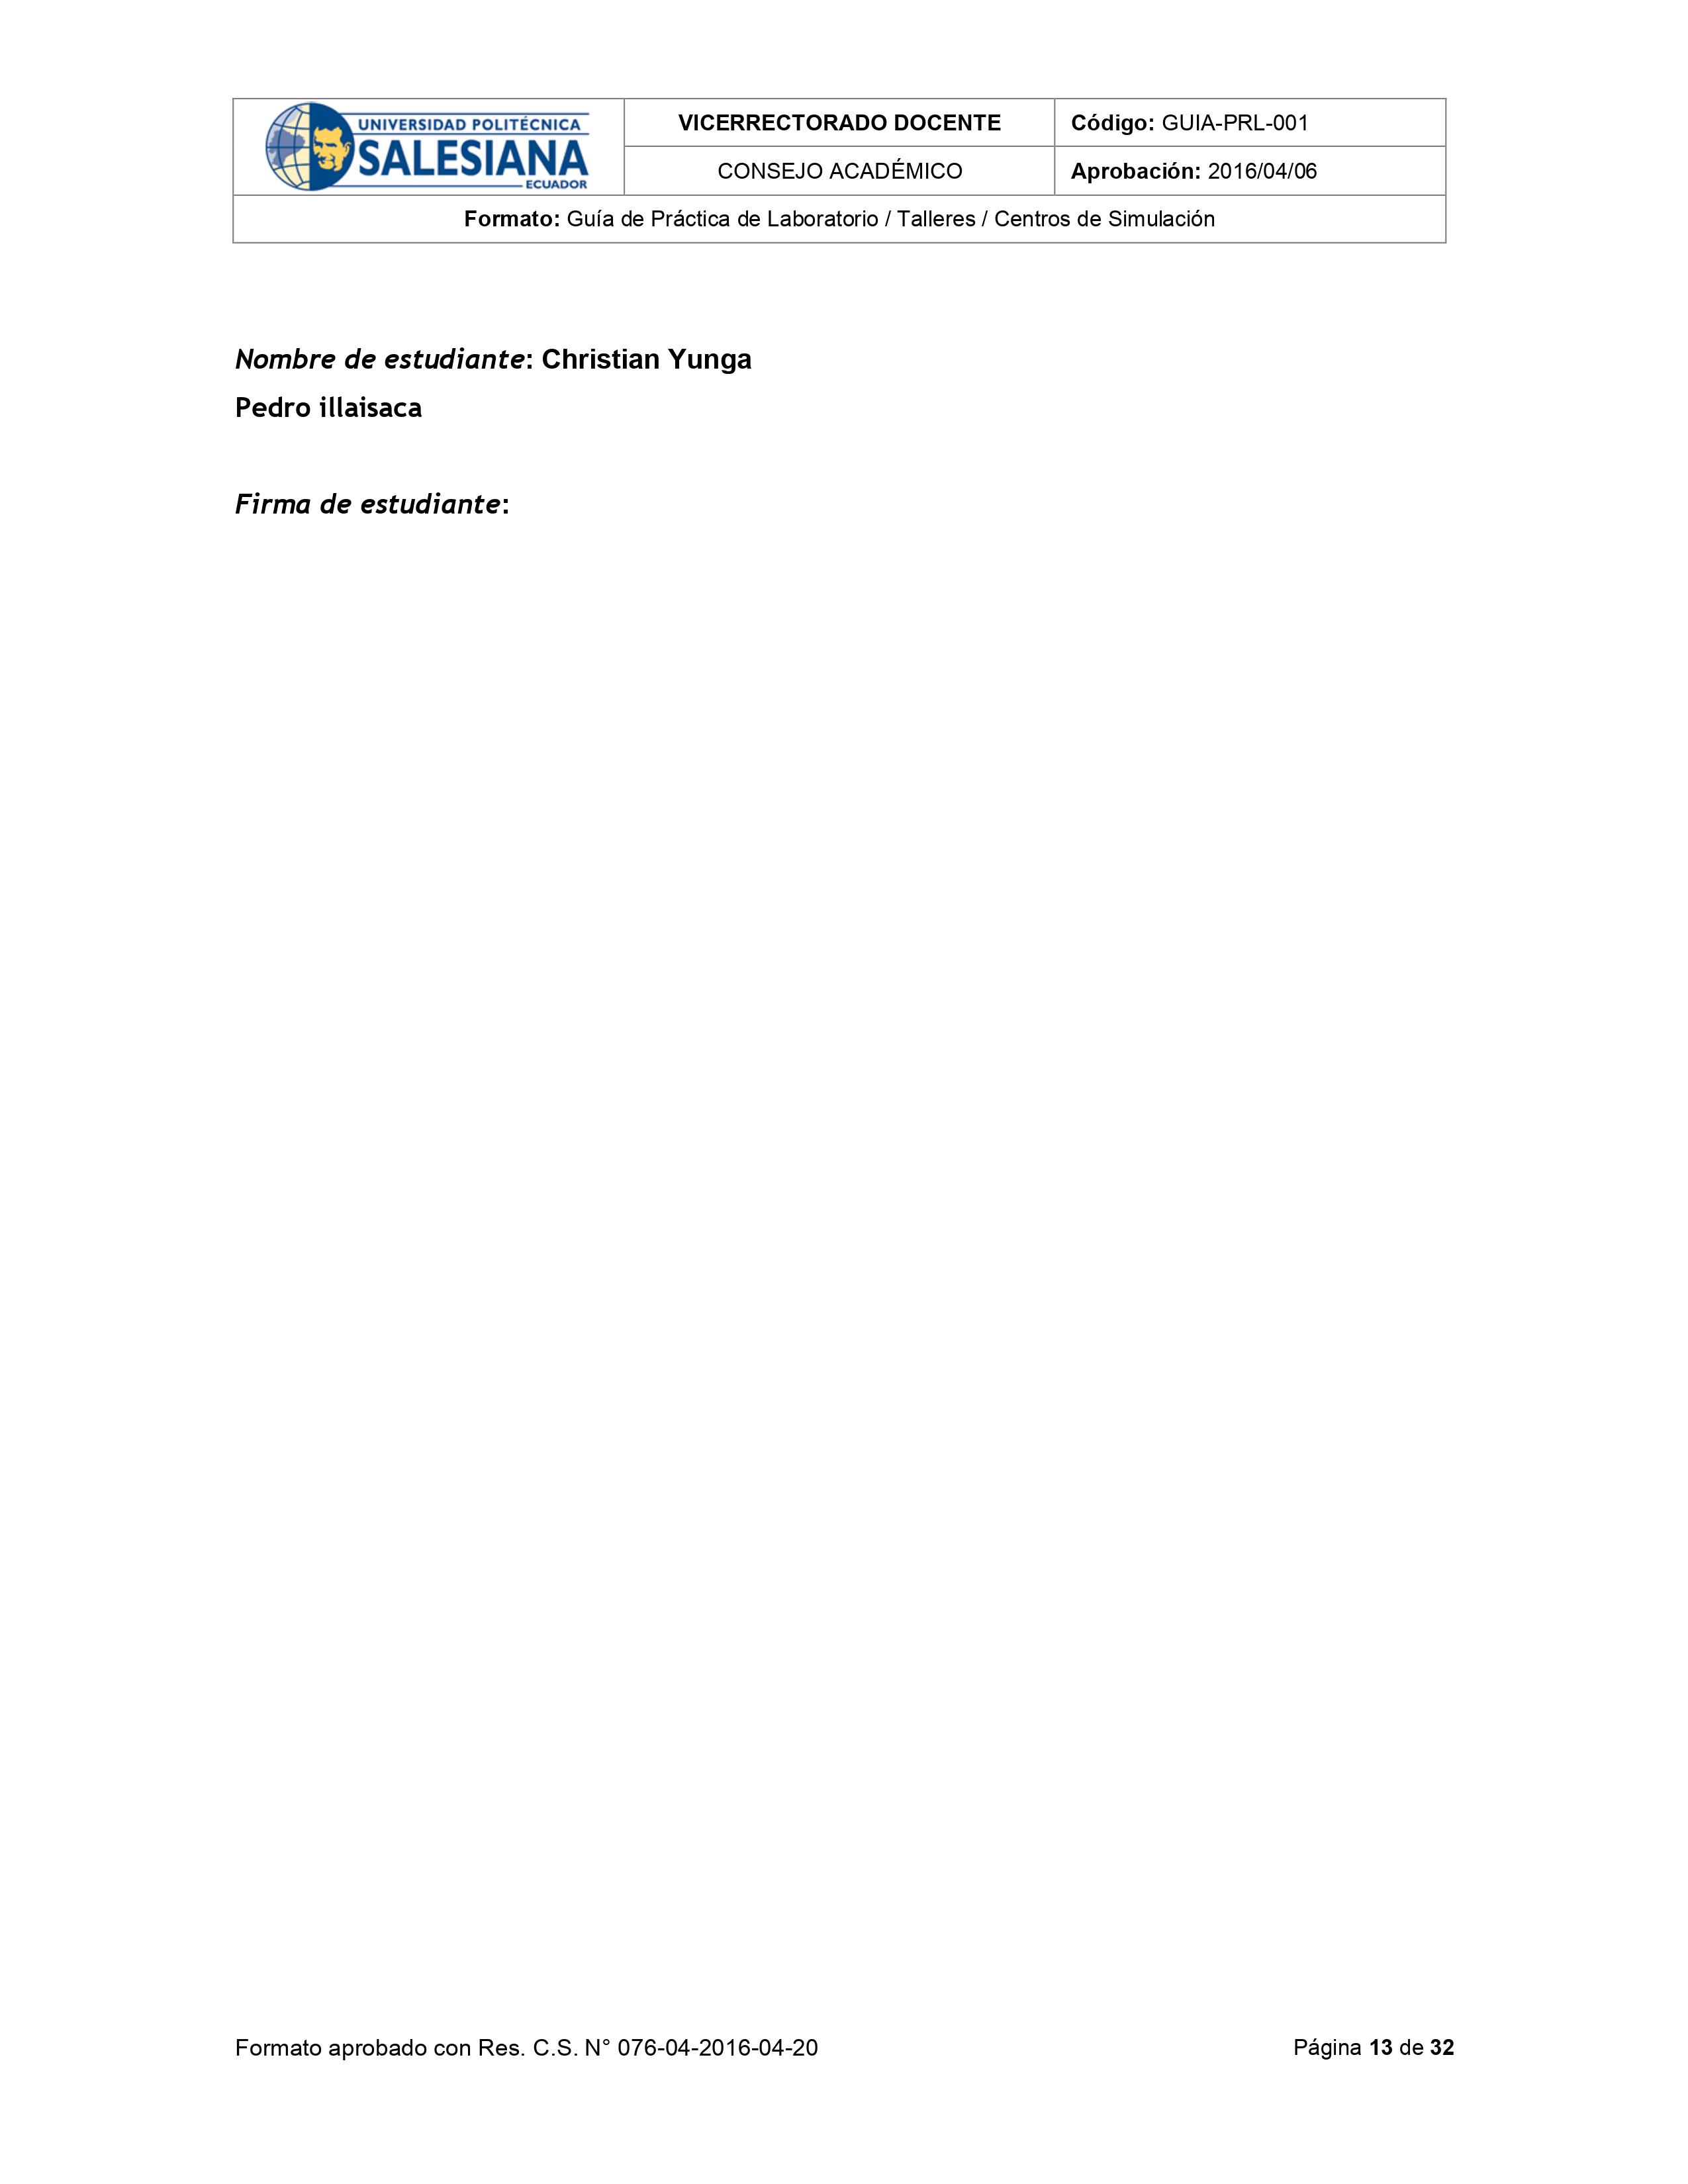 UNIVERSIDAD POLITÉCNICA
SALESIANA
ECUADOR
VICERRECTORADO DOCENTE
Código: GUIA-PRL-001
CONSEJO ACADÉMICO
Aprobación: 2016/04/06
Formato: Guía de Práctica de Laboratorio / Talleres / Centros de Simulación
Nombre de estudiante: Christian Yunga
Pedro illaisaca
Firma de estudiante:
Formato aprobado con Res. C.S. N° 076-04-2016-04-20
Página 13 de 32